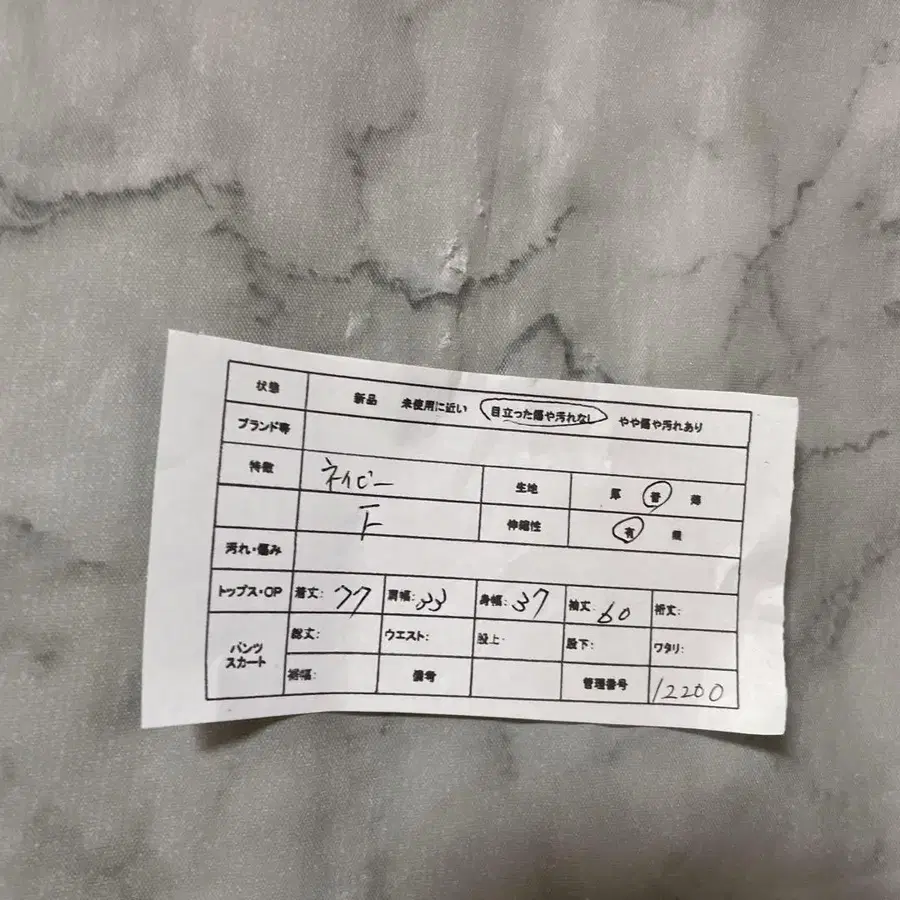 状態 新品 未使用に近い 目立った傷や汚れなし やや傷や汚れあり
ブランド等
特徴 ネイビー 生地 厚 普 薄
F 伸縮性 有 無
汚れ・傷み
トップス・OP 着丈: 77 肩幅: 33 身幅: 37 袖丈: 60 裄丈:
パンツ スカート 総丈: ウエスト: 股上: 股下: ワタリ:
裾幅: 備考 管理番号 12200